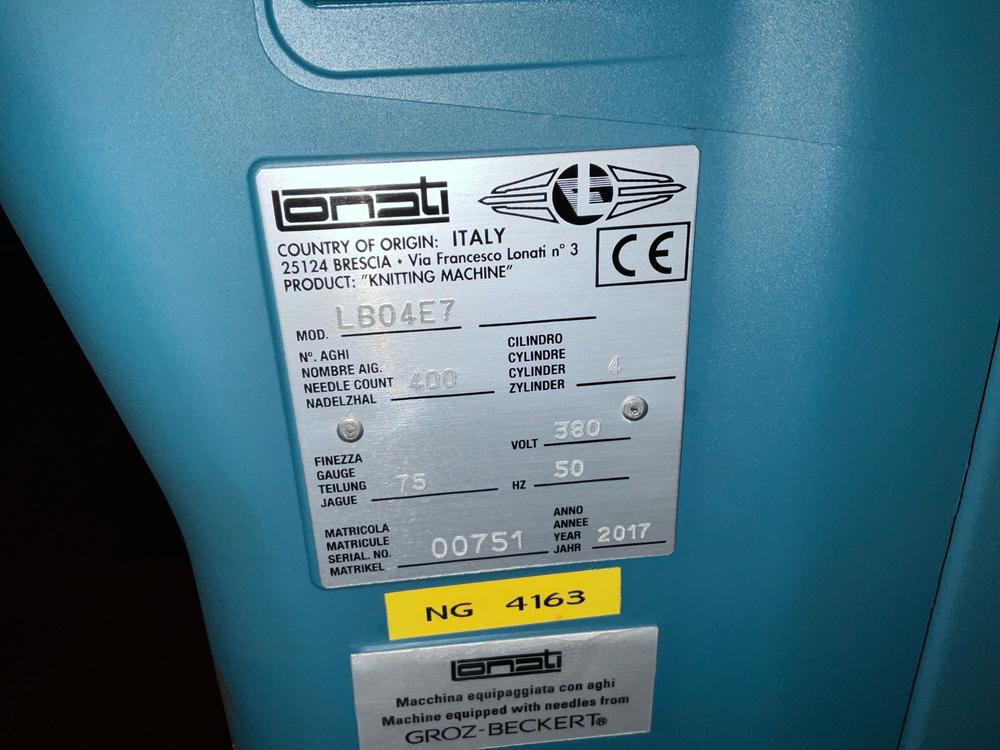 Lonati
L
COUNTRY OF ORIGIN: ITALY
25124 BRESCIA • Via Francesco Lonati n° 3
PRODUCT: "KNITTING MACHINE"
CE
MOD. LB04E7
N°. AGHI
NOMBRE AIG.
NEEDLE COUNT 400
NADELZHAL
CILINDRO
CYLINDRE
CYLINDER 4
ZYLINDER
VOLT 380
FINEZZA
GAUGE
TEILUNG 75
JAGUE
HZ 50
MATRICOLA
MATRICULE
SERIAL. NO. 00751
MATRIKEL
ANNO
ANNEE
YEAR 2017
JAHR
NG 4163
Lonati
Macchina equipaggiata con aghi
Machine equipped with needles from
GROZ-BECKERT®